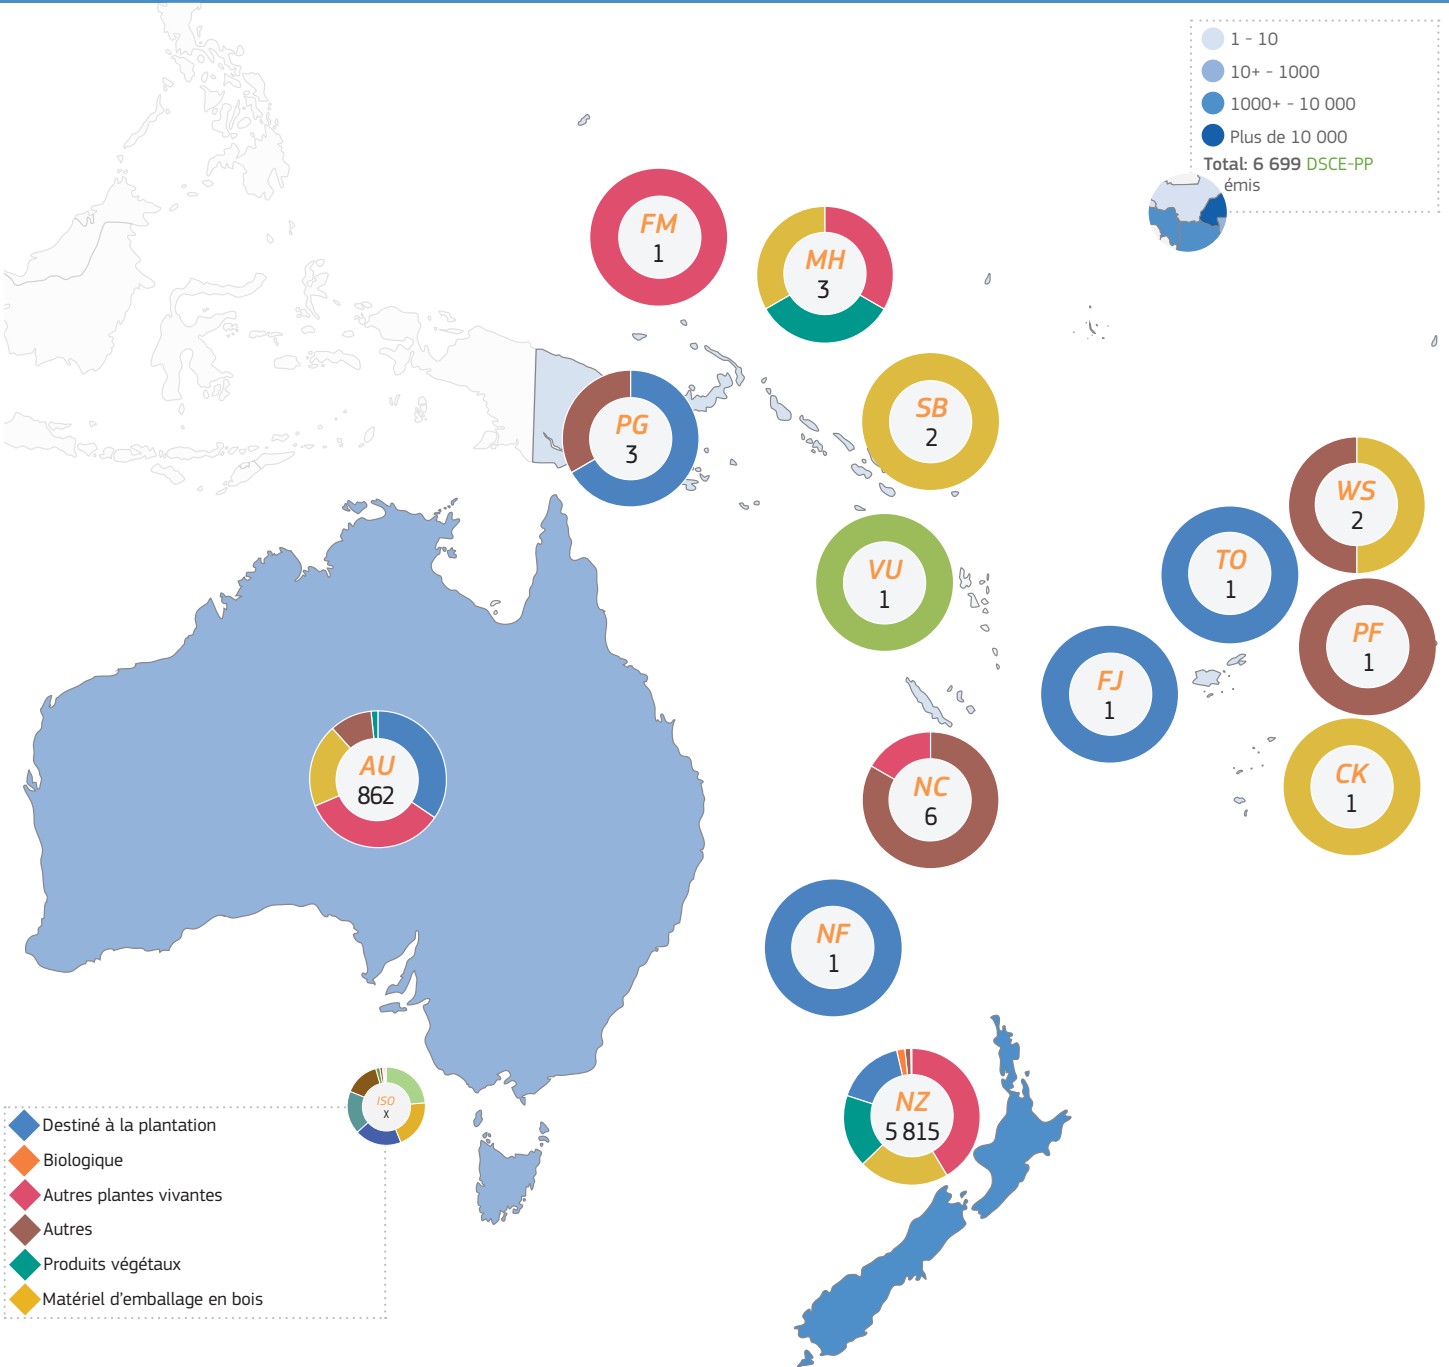 1 - 10
10+ - 1000
1000+ - 10 000
Plus de 10 000
Total: 6 699 DSCE-PP
émis
FM
1
MH
3
SB
2
PG
3
WS
2
TO
1
VU
1
PF
1
FJ
1
AU
862
NC
6
CK
1
NF
1
NZ
5 815
ISO
x
Destiné à la plantation
Biologique
Autres plantes vivantes
Autres
Produits végétaux
Matériel d'emballage en bois